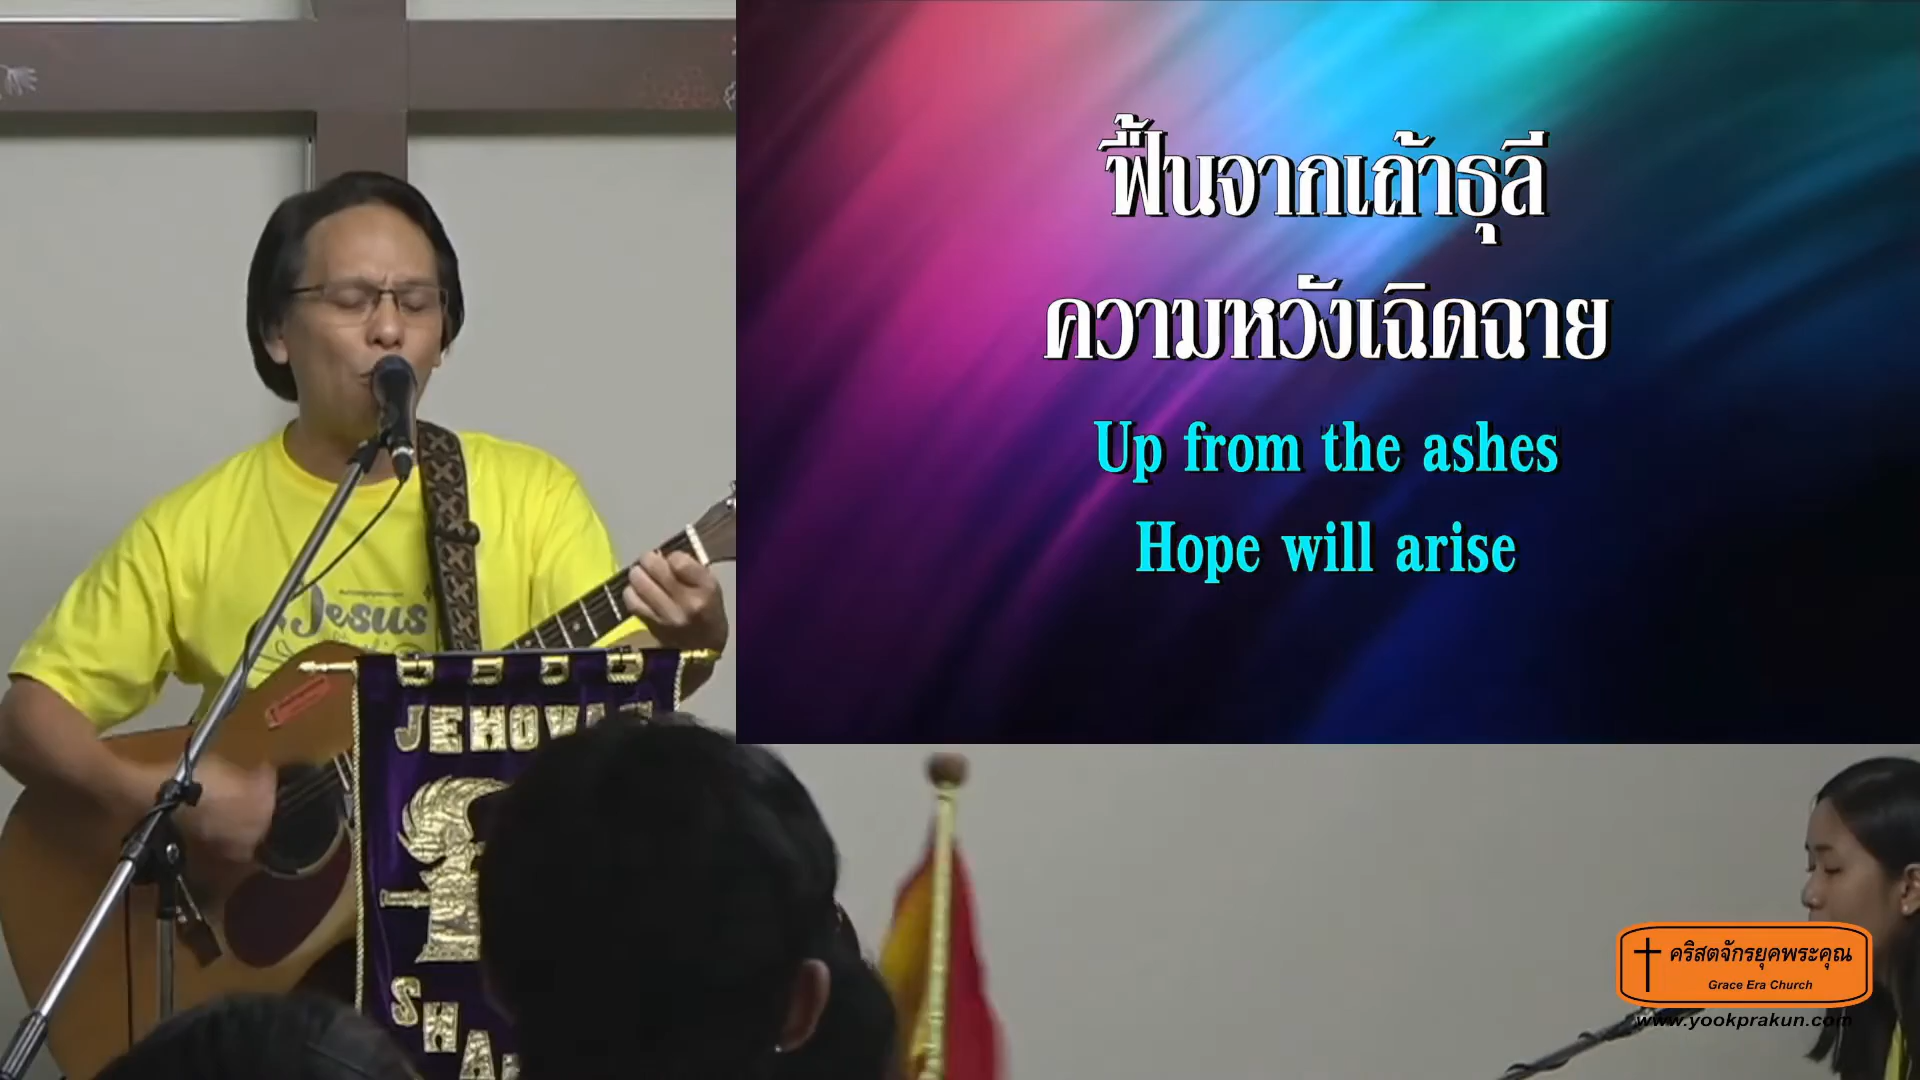 ฟื้นจากเถ้าธุลี
ความหวังเฉิดฉาย
Up from the ashes
Hope will arise
Jesus
JEHOVAH
SHA
คริสตจักรยุคพระคุณ
Grace Era Church
www.yookprakun.com